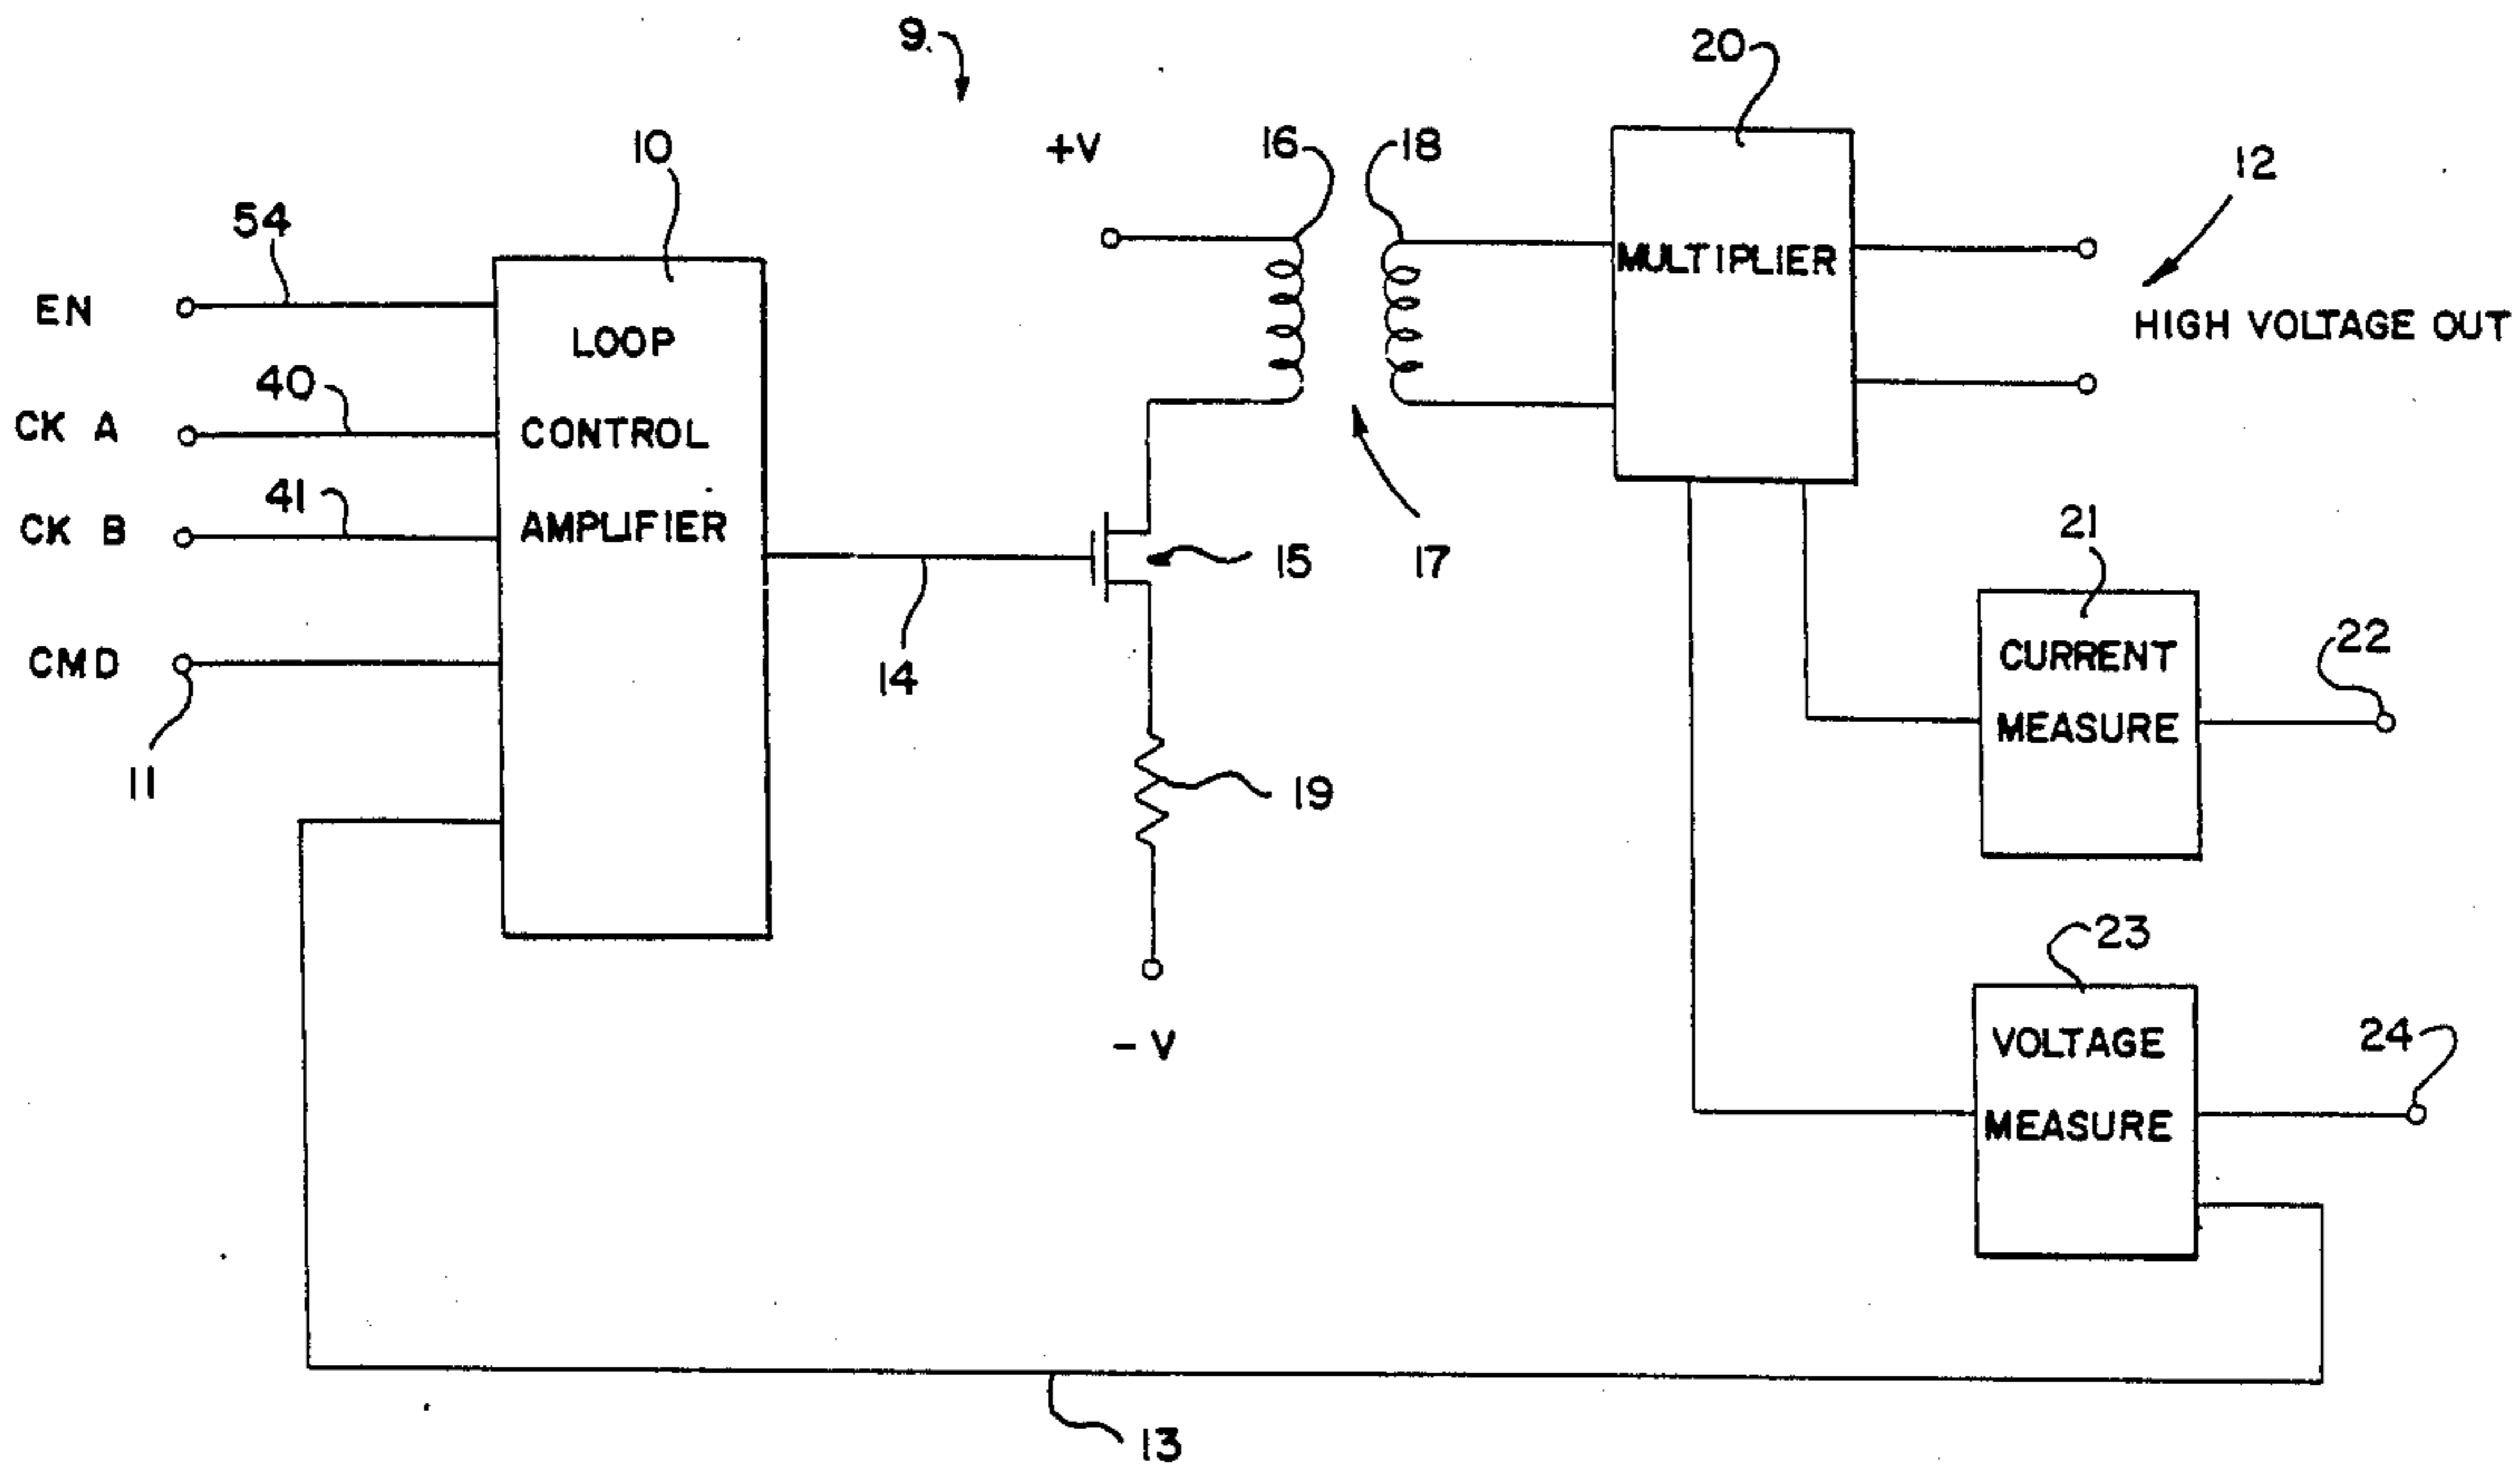 9
20
10
+V
16
18
12
54
EN
LOOP
MULTIPLIER
HIGH VOLTAGE OUT
40
CK A
CONTROL
41
CK B
AMPLIFIER
15
17
21
14
CMD
CURRENT
22
MEASURE
11
19
23
-V
VOLTAGE
24
MEASURE
13